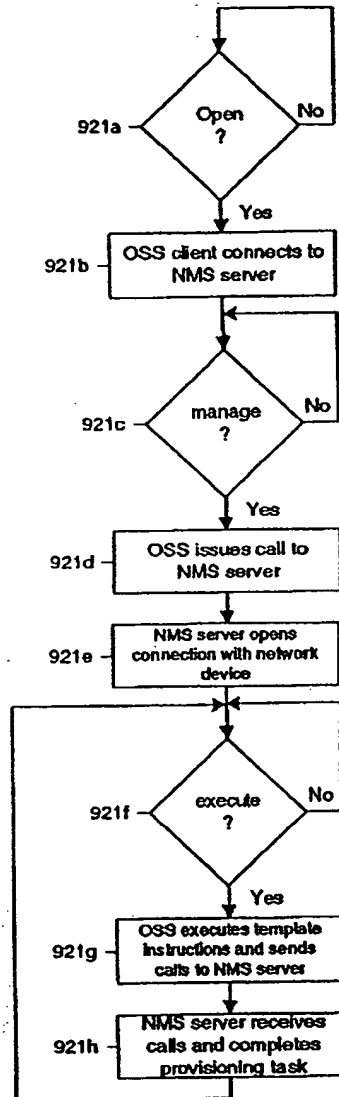 Open
?
No
921a
Yes
OSS client connects to
NMS server
921b
manage
?
No
921c
Yes
OSS issues call to
NMS server
921d
NMS server opens
connection with network
device
921e
execute
?
No
921f
Yes
OSS executes template
instructions and sends
calls to NMS server
921g
NMS server receives
calls and completes
provisioning task
921h